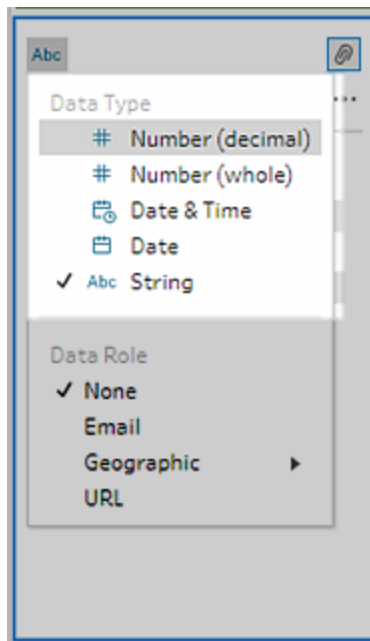 Abc
Data Type
# Number (decimal)
# Number (whole)
Date & Time
Date
Abc String
Data Role
None
Email
Geographic
URL